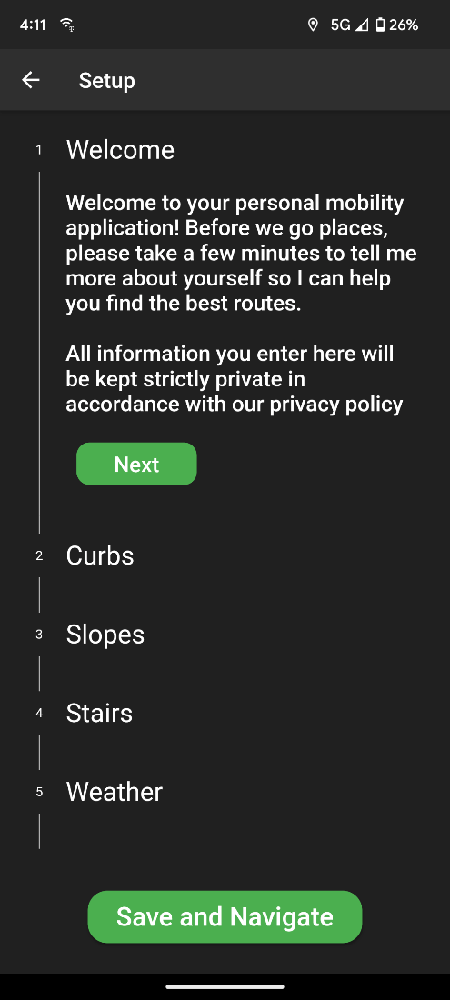 4:11
5G 26%
Setup
1 Welcome
Welcome to your personal mobility
application! Before we go places,
please take a few minutes to tell me
more about yourself so I can help
you find the best routes.
All information you enter here will
be kept strictly private in
accordance with our privacy policy
Next
2 Curbs
3 Slopes
4 Stairs
5 Weather
Save and Navigate